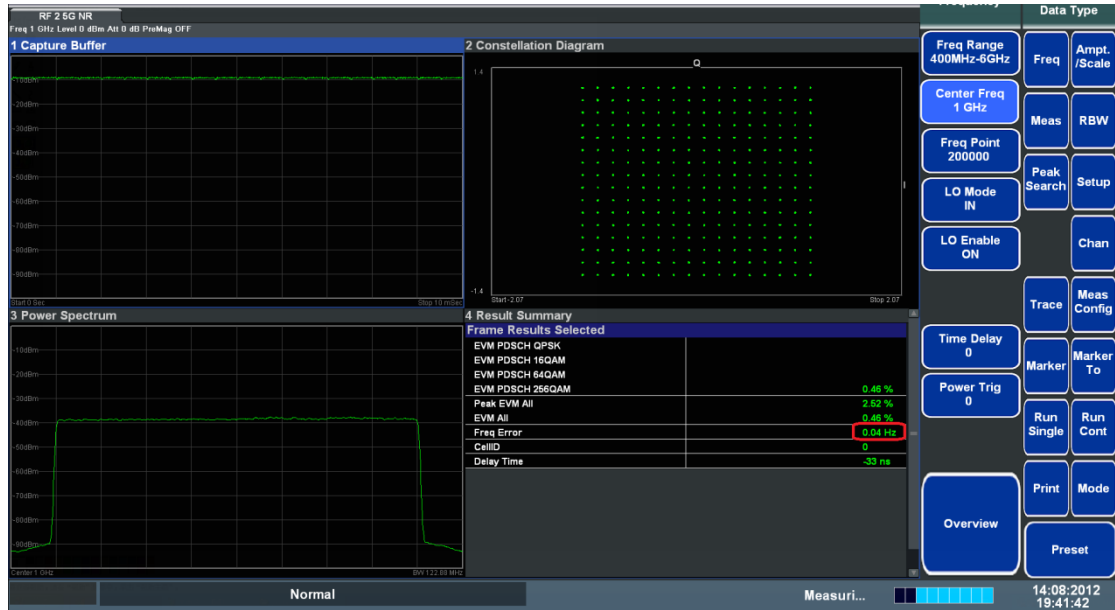 RF 2 5G NR
Freq 1 GHz Level 0 dBm Att 0 dB PreMag OFF
1 Capture Buffer
-10dBm
-20dBm
-30dBm
-40dBm
-50dBm
-60dBm
-70dBm
-80dBm
-90dBm
Start 0 Sec Stop 10 mSec
2 Constellation Diagram
Q
1.4
I
-1.4
Start-2.07 Stop 2.07
3 Power Spectrum
-10dBm
-20dBm
-30dBm
-40dBm
-50dBm
-60dBm
-70dBm
-80dBm
-90dBm
Center 1 GHz BW 122.88 MHz
4 Result Summary
Frame Results Selected
EVM PDSCH QPSK
EVM PDSCH 16QAM
EVM PDSCH 64QAM
EVM PDSCH 256QAM 0.46 %
Peak EVM All 2.52 %
EVM All 0.46 %
Freq Error 0.04 Hz
CellID 0
Delay Time -33 ns
Frequency
Freq Range
400MHz-6GHz
Center Freq
1 GHz
Freq Point
200000
LO Mode
IN
LO Enable
ON
Time Delay
0
Power Trig
0
Overview
Data Type
Freq
Ampt.
/Scale
Meas
RBW
Peak
Search
Setup
Chan
Trace
Meas
Config
Marker
Marker
To
Run
Single
Run
Cont
Print
Mode
Preset
Normal
Measuri...
14:08:2012
19:41:42